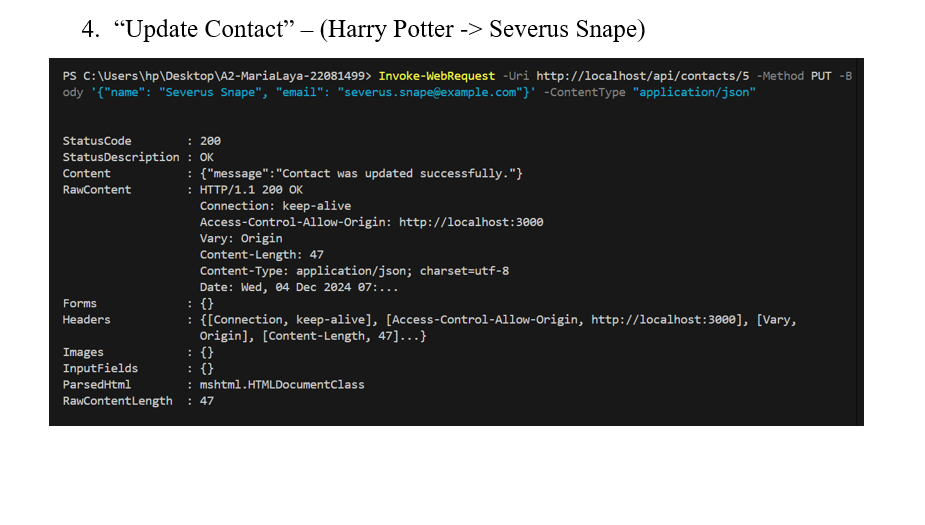 4. “Update Contact” – (Harry Potter -> Severus Snape)
PS C:\Users\hp\Desktop\A2-MariaLaya-22081499> Invoke-WebRequest -Uri http://localhost/api/contacts/5 -Method PUT -B
ody '{"name": "Severus Snape", "email": "severus.snape@example.com"}' -ContentType "application/json"
StatusCode : 200
StatusDescription : OK
Content : {"message":"Contact was updated successfully."}
RawContent : HTTP/1.1 200 OK
Connection: keep-alive
Access-Control-Allow-Origin: http://localhost:3000
Vary: Origin
Content-Length: 47
Content-Type: application/json; charset=utf-8
Date: Wed, 04 Dec 2024 07:...
Forms : {}
Headers : {[Connection, keep-alive], [Access-Control-Allow-Origin, http://localhost:3000], [Vary,
Origin], [Content-Length, 47]...}
Images : {}
InputFields : {}
ParsedHtml : mshtml.HTMLDocumentClass
RawContentLength : 47